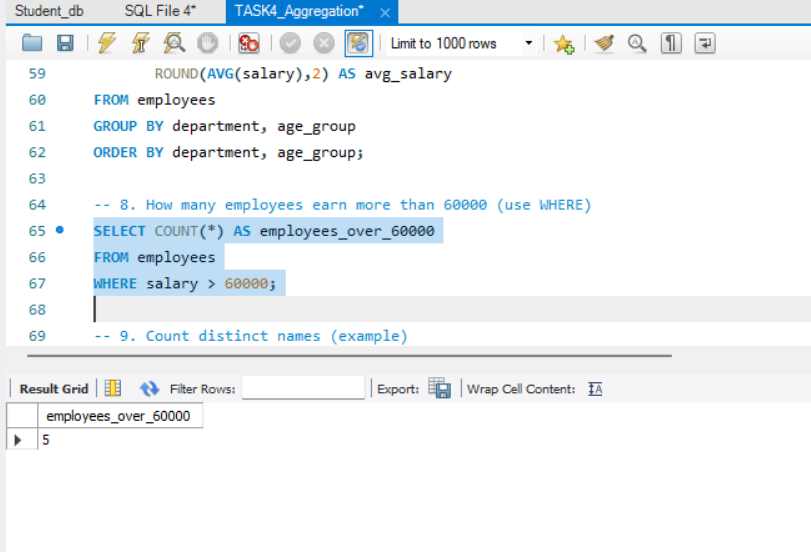 Student_db SQL File 4* TASK4_Aggregation* ×
Limit to 1000 rows
59 ROUND(AVG(salary),2) AS avg_salary
60 FROM employees
61 GROUP BY department, age_group
62 ORDER BY department, age_group;
63
64 -- 8. How many employees earn more than 60000 (use WHERE)
65 SELECT COUNT(*) AS employees_over_60000
66 FROM employees
67 WHERE salary > 60000;
68
69 -- 9. Count distinct names (example)
Result Grid Filter Rows: Export: Wrap Cell Content:
employees_over_60000
5